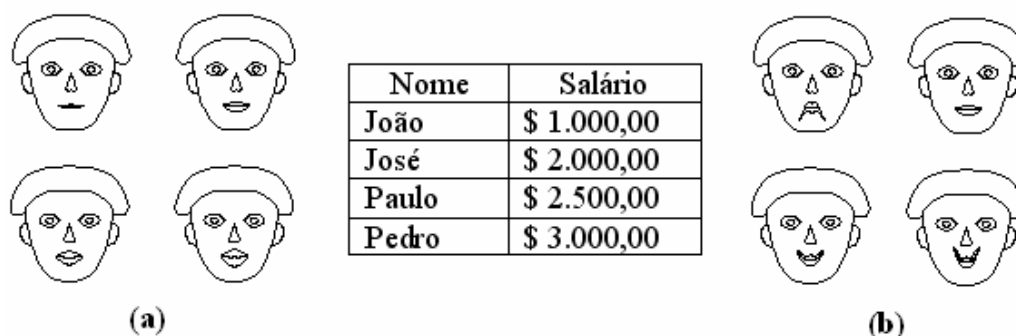 Nome Salário
João $ 1.000,00
José $ 2.000,00
Paulo $ 2.500,00
Pedro $ 3.000,00
(a) (b)